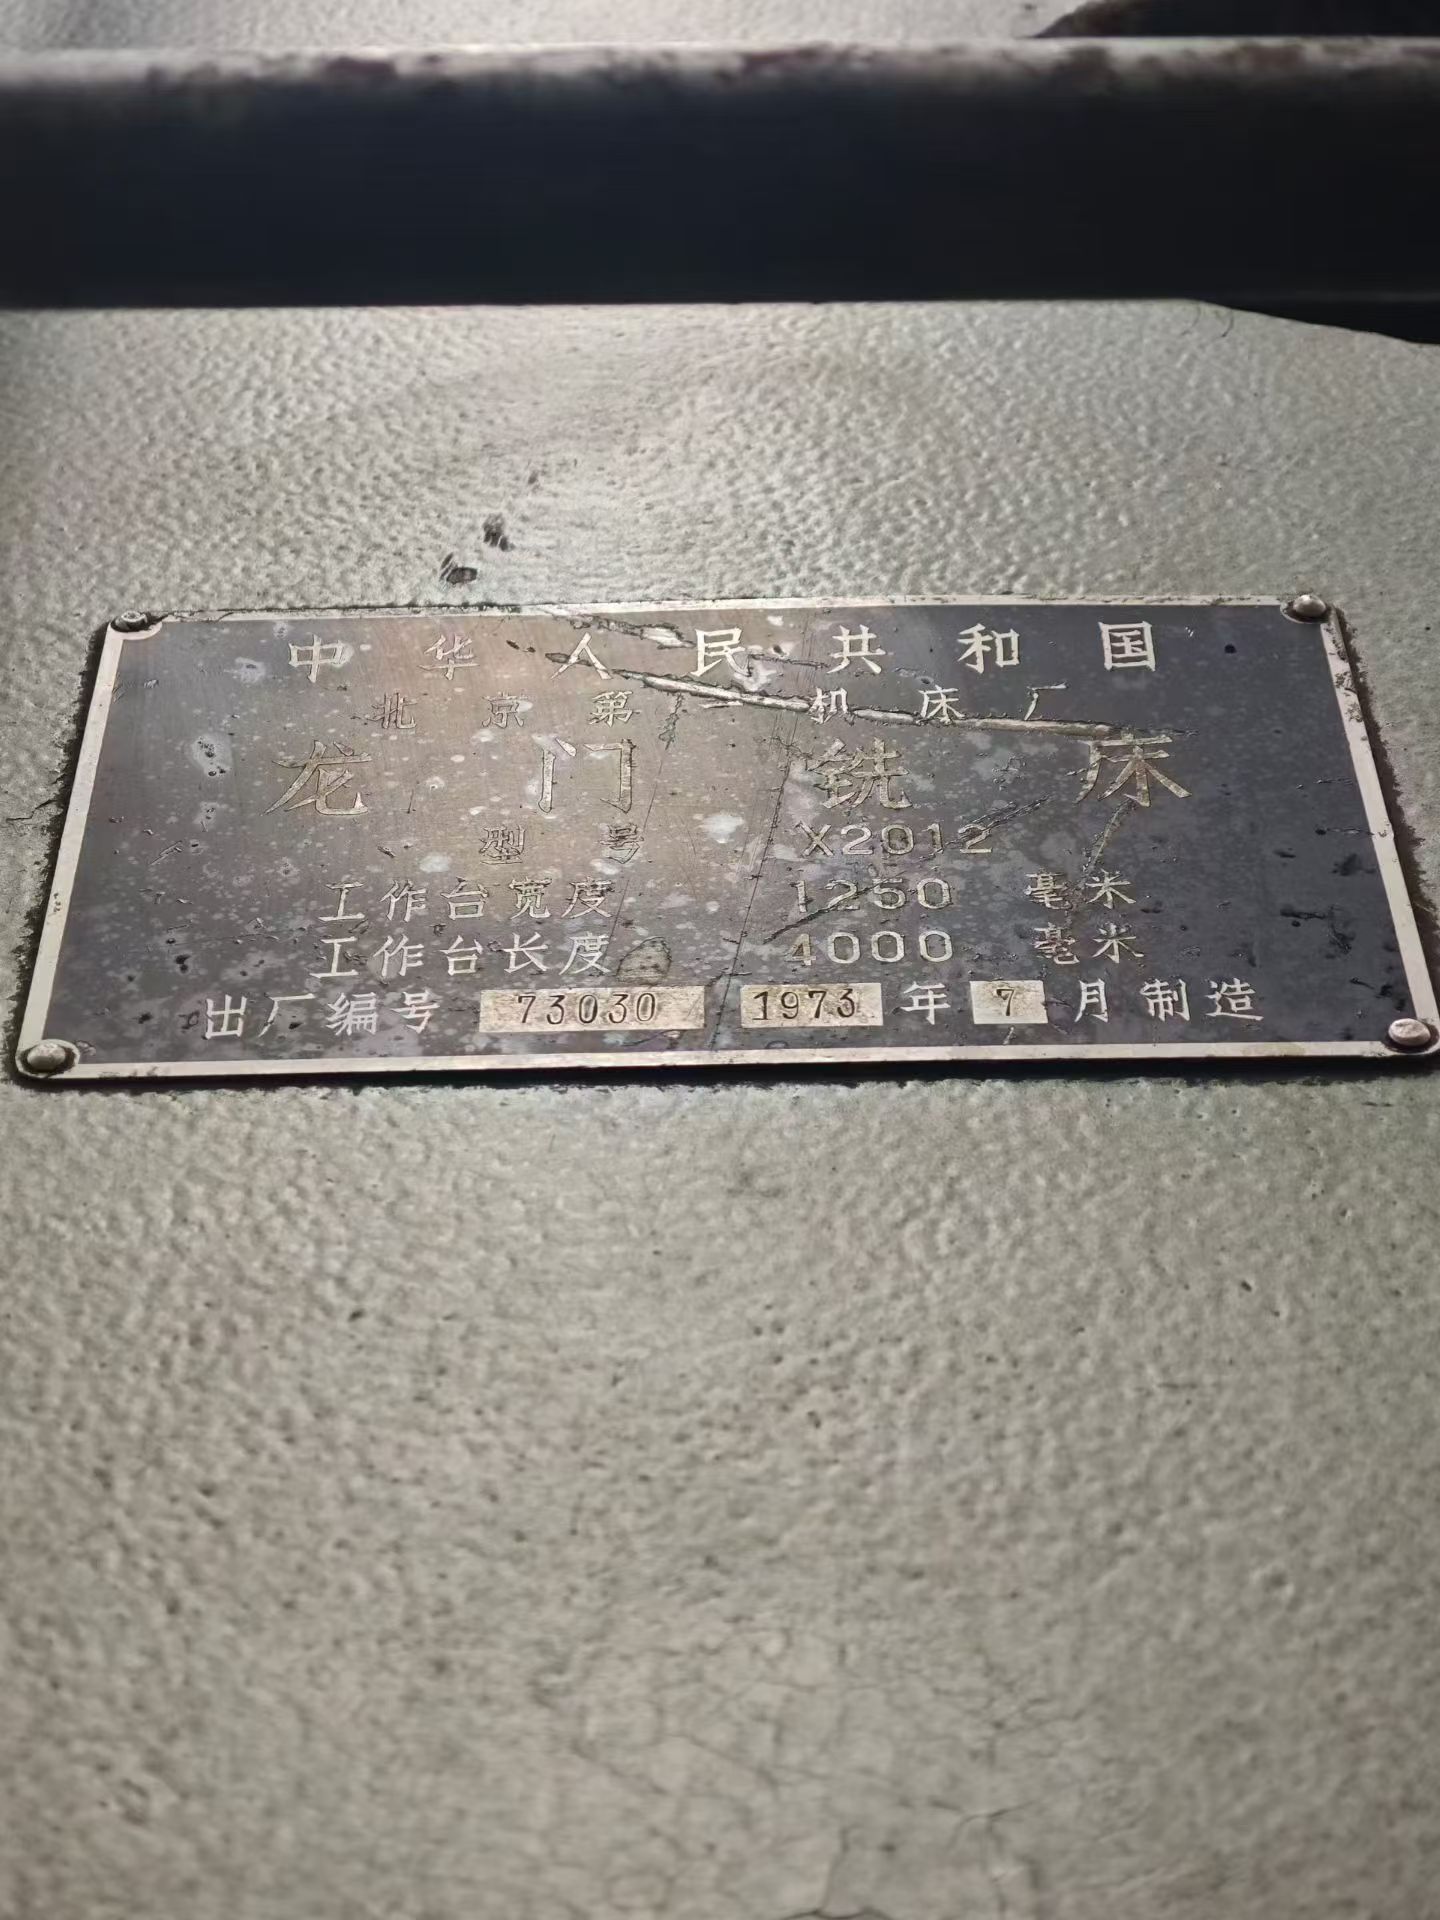 中华人民共和国
北京第一机床厂
龙门铣床
型号 X2012
工作台宽度 1250 毫米
工作台长度 4000 毫米
出厂编号 73030 1973 年 7 月制造